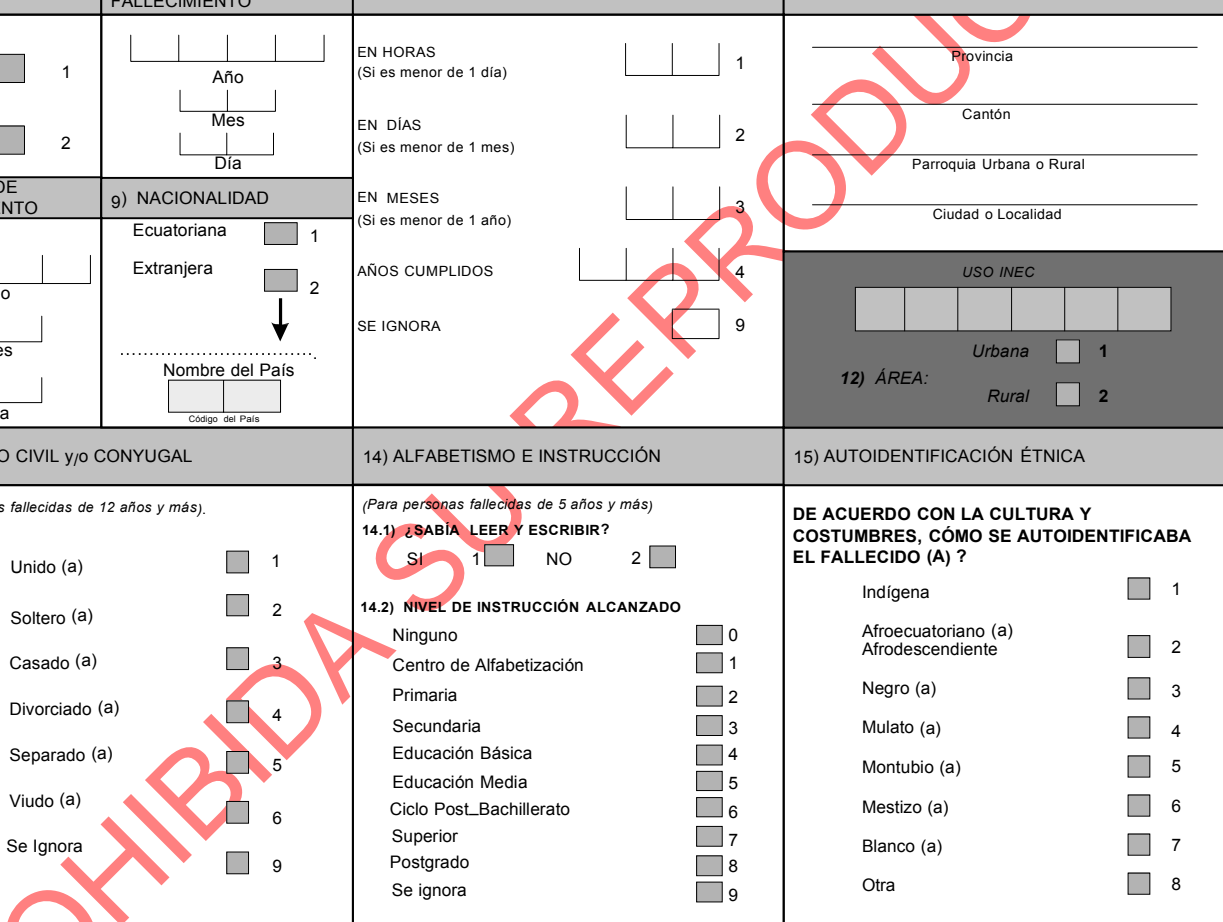 FALLECIMIENTO
1
2
Año
Mes
Día
EN HORAS
(Si es menor de 1 día)
1
EN DÍAS
(Si es menor de 1 mes)
2
EN MESES
(Si es menor de 1 año)
3
AÑOS CUMPLIDOS
4
SE IGNORA
9
Provincia
Cantón
Parroquia Urbana o Rural
Ciudad o Localidad
DE
NTO
o
es
a
9) NACIONALIDAD
Ecuatoriana 1
Extranjera 2
Nombre del País
Código del País
USO INEC
12) ÁREA:
Urbana 1
Rural 2
O CIVIL y/o CONYUGAL
s fallecidas de 12 años y más).
Unido (a) 1
Soltero (a) 2
Casado (a) 3
Divorciado (a) 4
Separado (a) 5
Viudo (a) 6
Se Ignora 9
14) ALFABETISMO E INSTRUCCIÓN
(Para personas fallecidas de 5 años y más)
14.1) ¿SABÍA LEER Y ESCRIBIR?
SI 1 NO 2
14.2) NIVEL DE INSTRUCCIÓN ALCANZADO
Ninguno 0
Centro de Alfabetización 1
Primaria 2
Secundaria 3
Educación Básica 4
Educación Media 5
Ciclo Post_Bachillerato 6
Superior 7
Postgrado 8
Se ignora 9
15) AUTOIDENTIFICACIÓN ÉTNICA
DE ACUERDO CON LA CULTURA Y
COSTUMBRES, CÓMO SE AUTOIDENTIFICABA
EL FALLECIDO (A) ?
Indígena 1
Afroecuatoriano (a)
Afrodescendiente 2
Negro (a) 3
Mulato (a) 4
Montubio (a) 5
Mestizo (a) 6
Blanco (a) 7
Otra 8
OHIBIDA SU REPRODUC